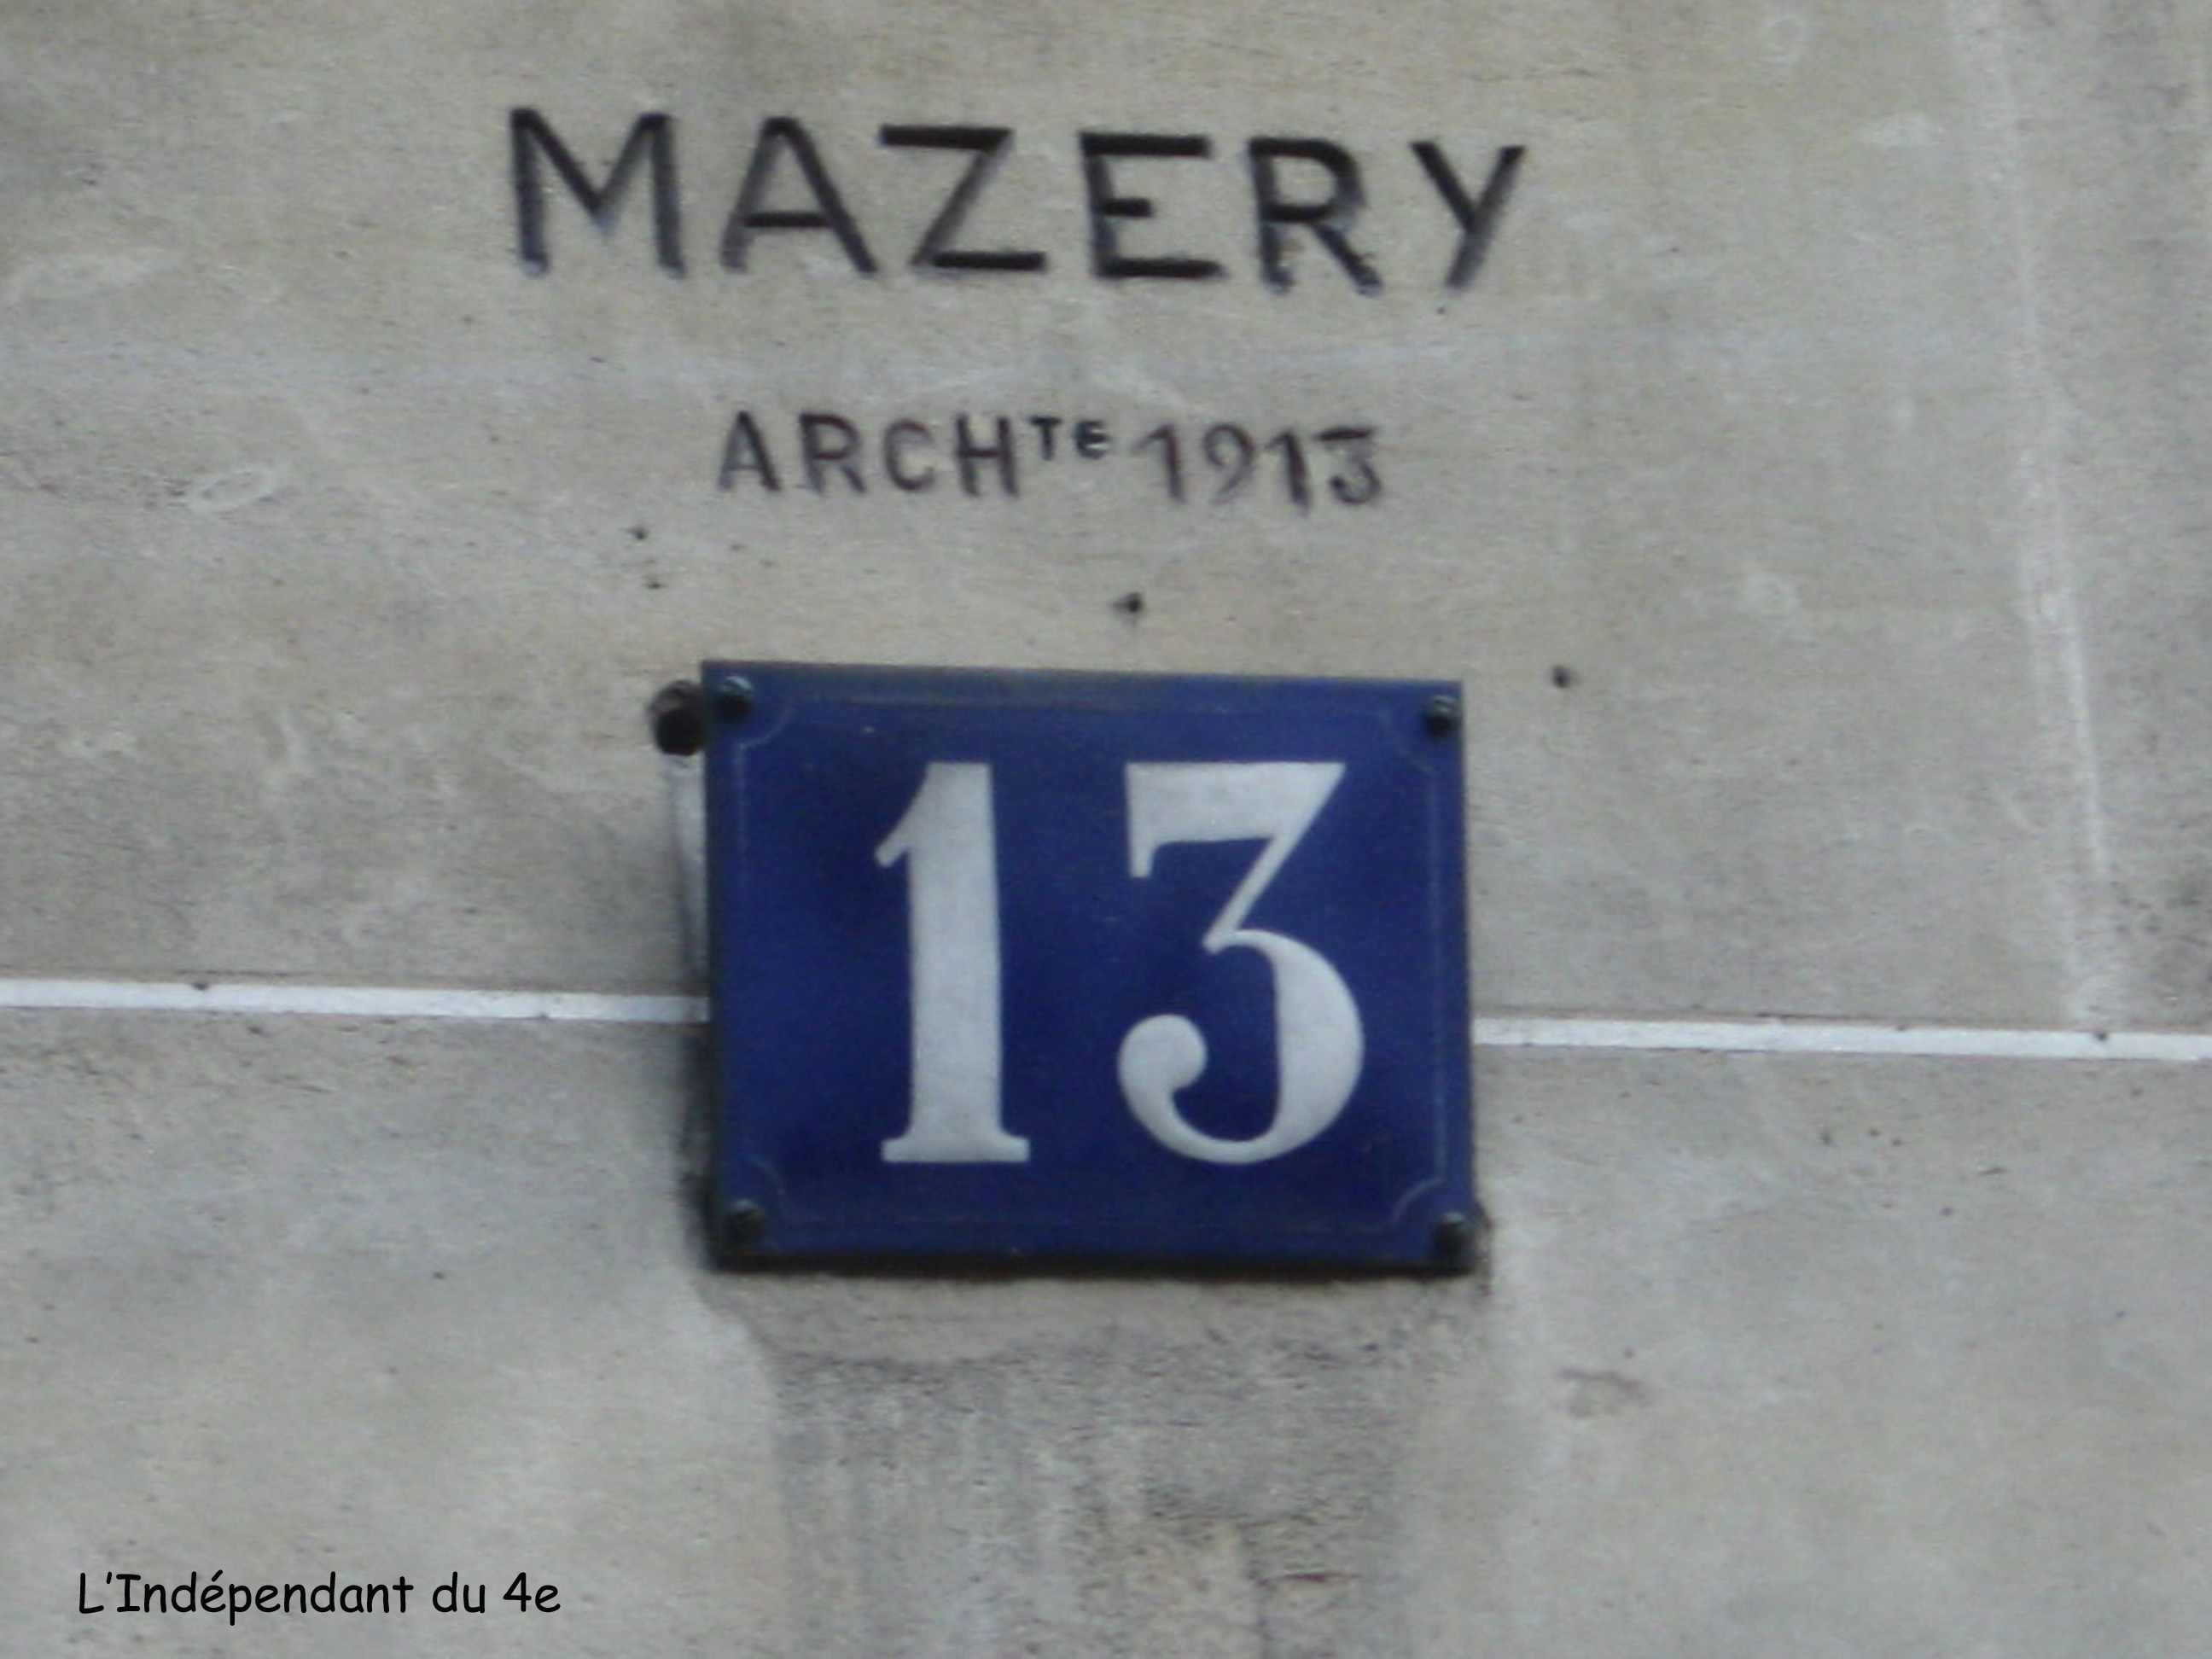 MAZERY
ARCHTE 1913
13
L'Indépendant du 4e